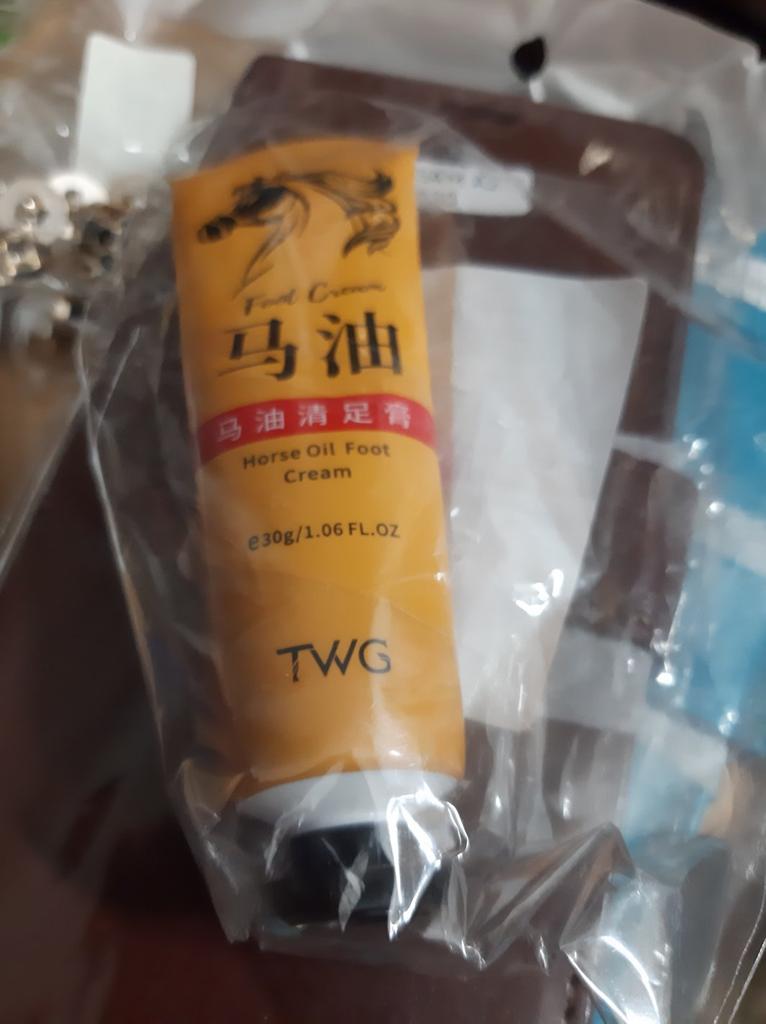 Foot Cream
马油
马油清足膏
Horse Oil Foot
Cream
e30g/1.06 FL.OZ
TWG